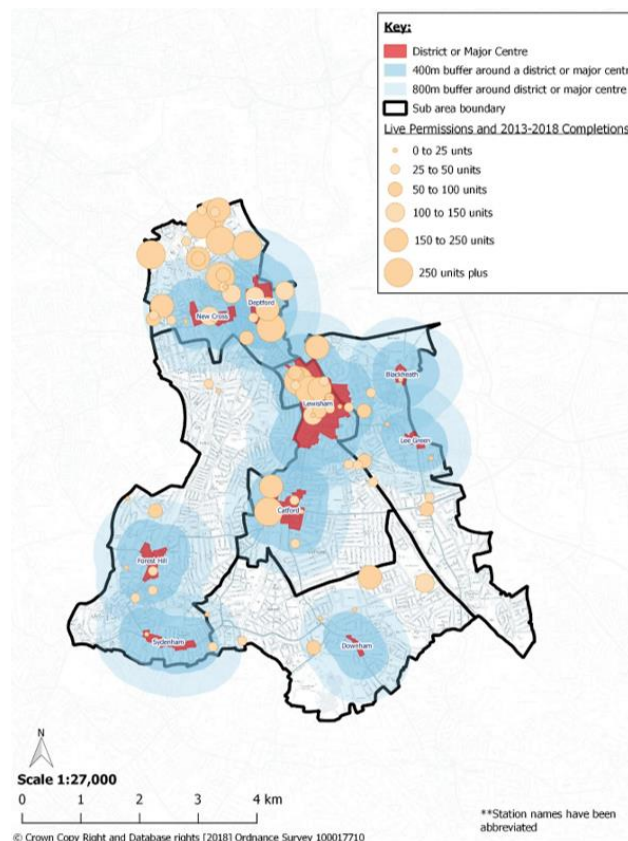 Key:
District or Major Centre
400m buffer around a district or major centr
800m buffer around district or major centre
Sub area boundary
Live Permissions and 2013-2018 Completions
0 to 25 unts
25 to 50 units
50 to 100 units
100 to 150 units
150 to 250 units
250 units plus
Deptford
New Cross
Blackheath
Lewisham
Lee Green
Catford
Forest Hill
Sydenham
Downham
N
Scale 1:27,000
0 1 2 3 4 km
**Station names have been
abbreviated
© Crown Copy Right and Database rights [2018] Ordnance Survey 100017710